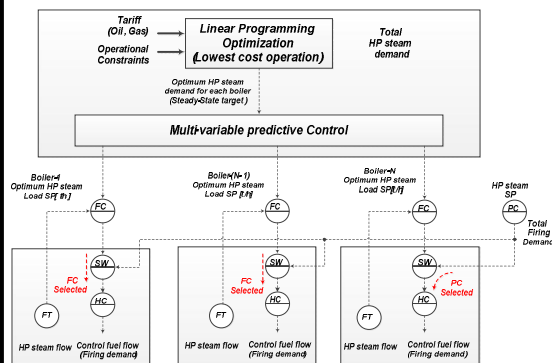 Tariff
(Oil, Gas)
Operational
Constraints
Linear Programming
Optimization
(Lowest cost operation)
Total
HP steam
demand
Optimum HP steam
demand for each boiler
(Steady-State target)
Multi-variable predictive Control
Boiler-1
Optimum HP steam
Load SP[t/h]
Boiler-(N-1)
Optimum HP steam
Load SP [t/h]
Boiler-N
Optimum HP steam
Load SP[t/h]
HP steam
SP
FC
FC
FC
PC
Total
Firing
Demand
SW
SW
SW
FC
Selected
FC
Selected
PC
Selected
HC
HC
HC
FT
FT
FT
HP steam flow
Control fuel flow
(Firing demand)
HP steam flow
Control fuel flow
(Firing demand)
HP steam flow
Control fuel flow
(Firing demand)